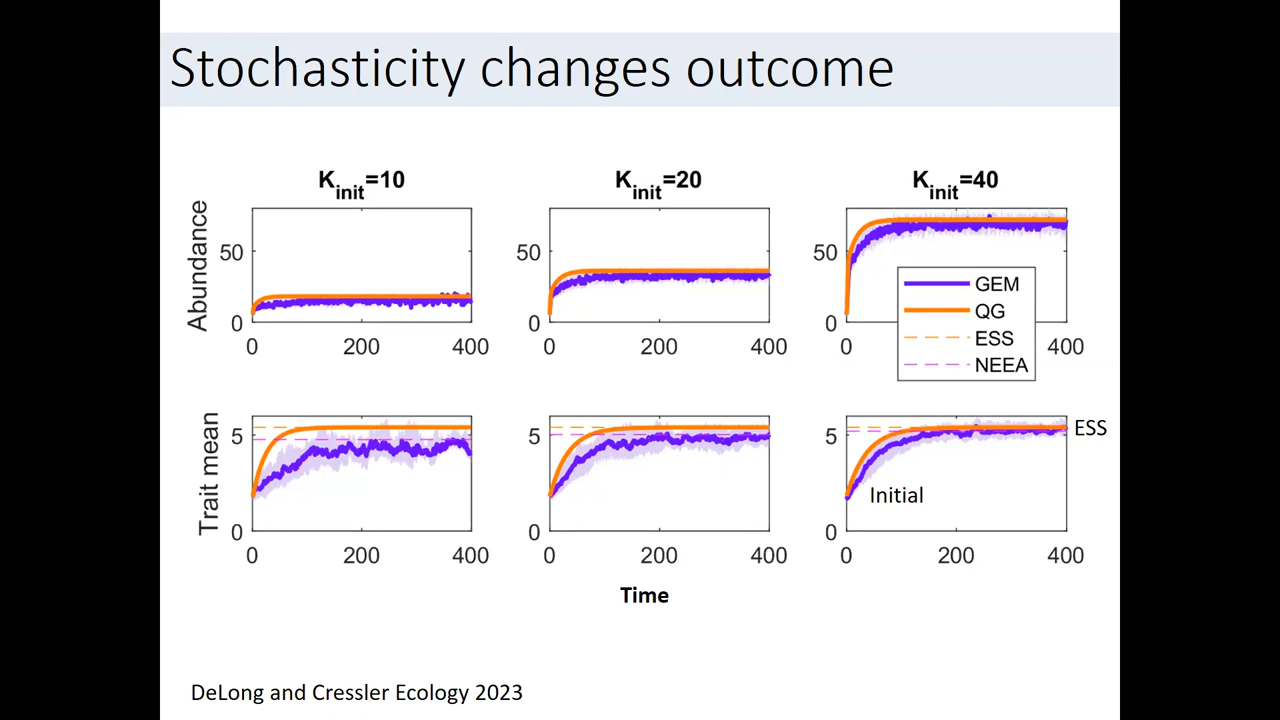 Stochasticity changes outcome
K_init=10
K_init=20
K_init=40
Abundance
50
0
0
200
400
50
0
0
200
400
50
0
0
200
400
GEM
QG
ESS
NEEA
Trait mean
5
0
0
200
400
5
0
0
200
400
5
0
0
200
400
ESS
Initial
Time
DeLong and Cressler Ecology 2023